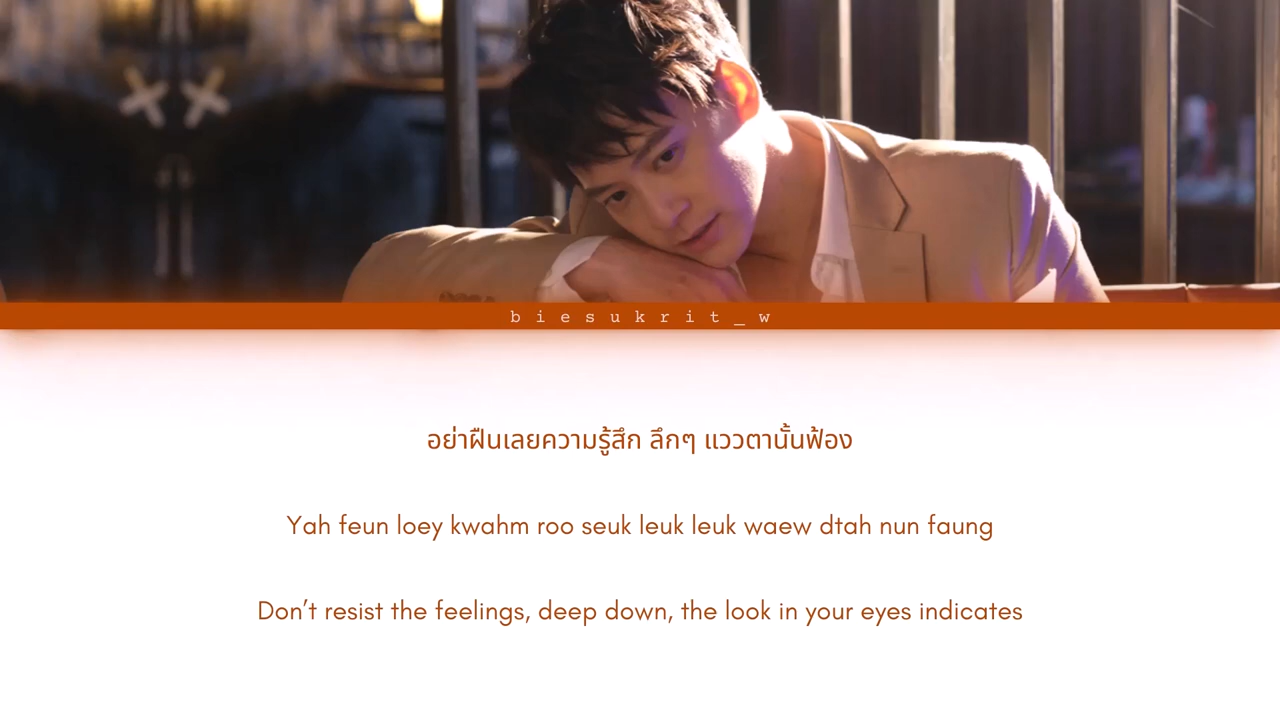 biesukrit_w
อย่าฝืนเลยความรู้สึก ลึกๆ แววตานั้นฟ้อง
Yah feun loey kwahm roo seuk leuk leuk waew dtah nun faung
Don't resist the feelings, deep down, the look in your eyes indicates